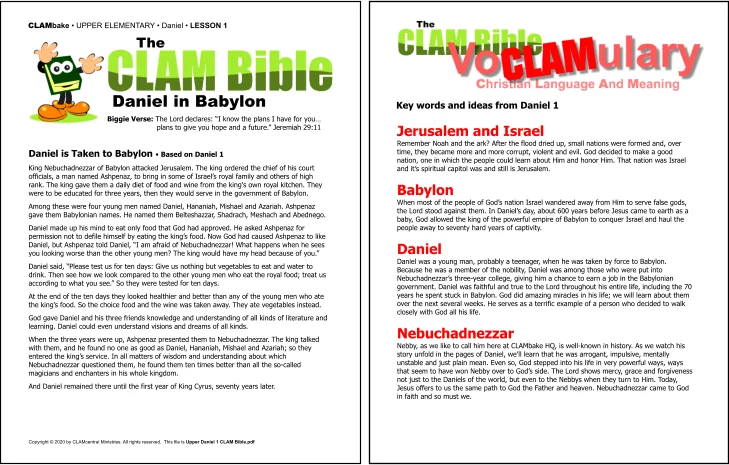 CLAMbake • UPPER ELEMENTARY • Daniel • LESSON 1
The
CLAM Bible
Daniel in Babylon
Biggie Verse: The Lord declares: “I know the plans I have for you…
plans to give you hope and a future.” Jeremiah 29:11
Daniel is Taken to Babylon • Based on Daniel 1
King Nebuchadnezzar of Babylon attacked Jerusalem. The king ordered the chief of his court
officials, a man named Ashpenaz, to bring in some of Israel’s royal family and others of high
rank. The king gave them a daily diet of food and wine from the king’s own royal kitchen. They
were to be educated for three years, then they would serve in the government of Babylon.
Among these were four young men named Daniel, Hananiah, Mishael and Azariah. Ashpenaz
gave them Babylonian names. He named them Belteshazzar, Shadrach, Meshach and Abednego.
Daniel made up his mind to eat only food that God had approved. He asked Ashpenaz for
permission not to defile himself by eating the king’s food. Now God had caused Ashpenaz to like
Daniel, but Ashpenaz told Daniel, “I am afraid of Nebuchadnezzar! What happens when he sees
you looking worse than the other young men? The king would have my head because of you.”
Daniel said, “Please test us for ten days: Give us nothing but vegetables to eat and water to
drink. Then see how we look compared to the other young men who eat the royal food; treat us
according to what you see.” So they were tested for ten days.
At the end of the ten days they looked healthier and better than any of the young men who ate
the king’s food. So the choice food and the wine was taken away. They ate vegetables instead.
God gave Daniel and his three friends knowledge and understanding of all kinds of literature and
learning. Daniel could even understand visions and dreams of all kinds.
When the three years were up, Ashpenaz presented them to Nebuchadnezzar. The king talked
with them, and he found no one as good as Daniel, Hananiah, Mishael and Azariah; so they
entered the king’s service. In all matters of wisdom and understanding about which
Nebuchadnezzar questioned them, he found them ten times better than all the so-called
magicians and enchanters in his whole kingdom.
And Daniel remained there until the first year of King Cyrus, seventy years later.
Copyright © 2020 by CLAMcentral Ministries. All rights reserved. This file is Upper Daniel 1 CLAM Bible.pdf
The
CLAM Bible
VoCLAMulary
Christian Language And Meaning
Key words and ideas from Daniel 1
Jerusalem and Israel
Remember Noah and the ark? After the flood dried up, small nations were formed and, over
time, they became more and more corrupt, violent and evil. God decided to make a good
nation, one in which the people could learn about Him and honor Him. That nation was Israel
and it’s spiritual capitol was and still is Jerusalem.
Babylon
When most of the people of God’s nation Israel wandered away from Him to serve false gods,
the Lord stood against them. In Daniel’s day, about 600 years before Jesus came to earth as a
baby, God allowed the king of the powerful empire of Babylon to conquer Israel and haul the
people away to seventy hard years of captivity.
Daniel
Daniel was a young man, probably a teenager, when he was taken by force to Babylon.
Because he was a member of the nobility, Daniel was among those who were put into
Nebuchadnezzar’s three-year college, giving him a chance to earn a job in the Babylonian
government. Daniel was faithful and true to the Lord throughout his entire life, including the 70
years he spent stuck in Babylon. God did amazing miracles in his life; we will learn about them
over the next several weeks. He serves as a terrific example of a person who decided to walk
closely with God all his life.
Nebuchadnezzar
Nebby, as we like to call him here at CLAMbake HQ, is well-known in history. As we watch his
story unfold in the pages of Daniel, we’ll learn that he was arrogant, impulsive, mentally
unstable and just plain mean. Even so, God stepped into his life in very powerful ways, ways
that seem to have won Nebby over to God’s side. The Lord shows mercy, grace and forgiveness
not just to the Daniels of the world, but even to the Nebbys when they turn to Him. Today,
Jesus offers to us the same path to God the Father and heaven. Nebuchadnezzar came to God
in faith and so must we.